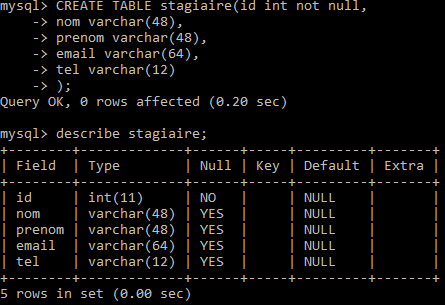 mysql> CREATE TABLE stagiaire(id int not null,
    -> nom varchar(48),
    -> prenom varchar(48),
    -> email varchar(64),
    -> tel varchar(12)
    -> );
Query OK, 0 rows affected (0.20 sec)

mysql> describe stagiaire;
+--------+-------------+------+-----+---------+-------+
| Field  | Type        | Null | Key | Default | Extra |
+--------+-------------+------+-----+---------+-------+
| id     | int(11)     | NO   |     | NULL    |       |
| nom    | varchar(48) | YES  |     | NULL    |       |
| prenom | varchar(48) | YES  |     | NULL    |       |
| email  | varchar(64) | YES  |     | NULL    |       |
| tel    | varchar(12) | YES  |     | NULL    |       |
+--------+-------------+------+-----+---------+-------+
5 rows in set (0.00 sec)